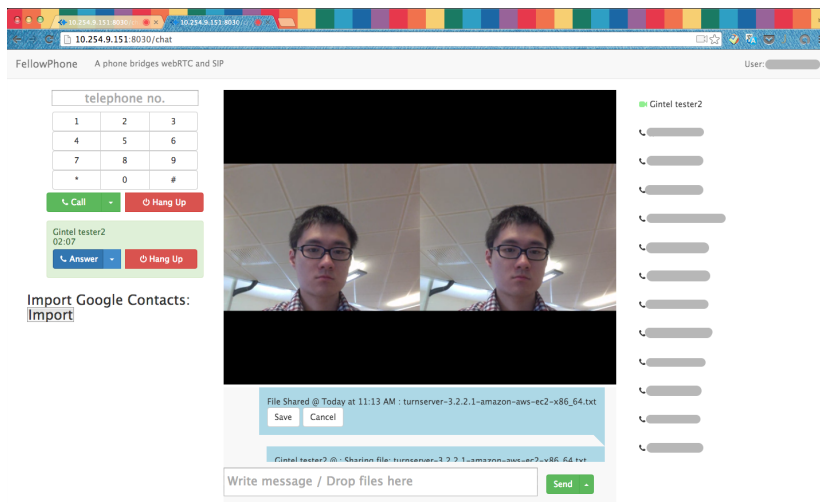 10.254.9.151:8030/
10.254.9.151:8030/
10.254.9.151:8030/chat
FellowPhone A phone bridges webRTC and SIP User:
telephone no.
1 2 3
4 5 6
7 8 9
* 0 #
Call Hang Up
Gintel tester2
02:07
Answer Hang Up
Import Google Contacts:
Import
Gintel tester2
File Shared @ Today at 11:13 AM : turnserver-3.2.2.1-amazon-aws-ec2-x86_64.txt
Save Cancel
Gintel tester2 @ : Sharing file: turnserver-3.2.2.1-amazon-aws-ec2-x86_64.txt
Write message / Drop files here
Send